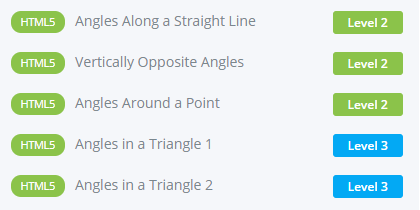 HTML5 Angles Along a Straight Line Level 2
HTML5 Vertically Opposite Angles Level 2
HTML5 Angles Around a Point Level 2
HTML5 Angles in a Triangle 1 Level 3
HTML5 Angles in a Triangle 2 Level 3